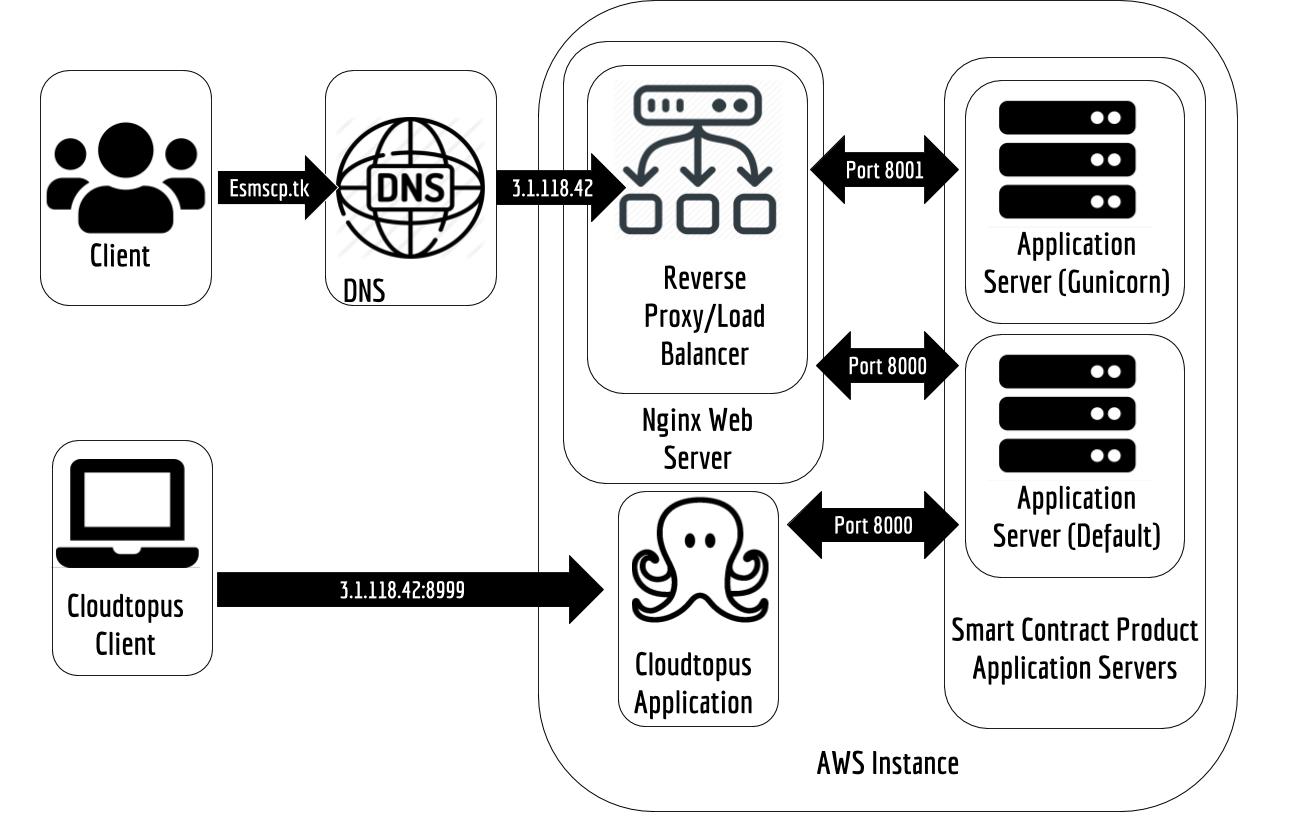 Client
Esmscp.tk
DNS
DNS
3.1.118.42
Reverse
Proxy/Load
Balancer
Nginx Web
Server
Port 8001
Port 8000
Port 8000
Application
Server (Gunicorn)
Application
Server (Default)
Smart Contract Product
Application Servers
Cloudtopus
Client
3.1.118.42:8999
Cloudtopus
Application
AWS Instance